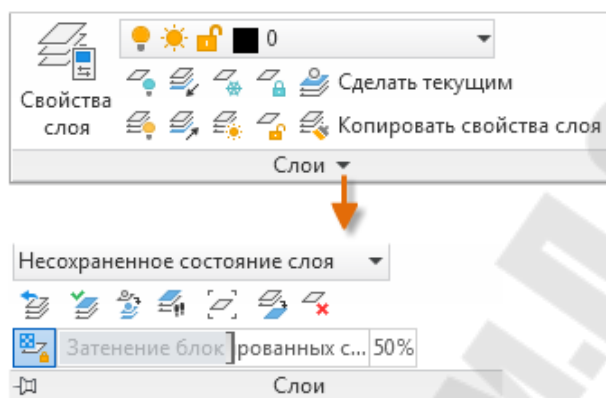 0
Свойства
слоя
Сделать текущим
Копировать свойства слоя
Слои
Несохраненное состояние слоя
Затенение блок]рованных с... 50%
Слои